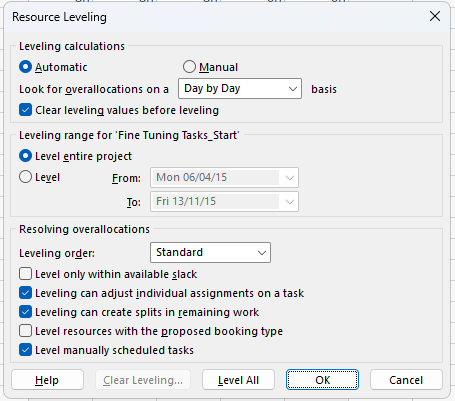 Resource Leveling
Leveling calculations
Automatic Manual
Look for overallocations on a Day by Day basis
Clear leveling values before leveling
Leveling range for 'Fine Tuning Tasks_Start'
Level entire project
Level From: Mon 06/04/15
To: Fri 13/11/15
Resolving overallocations
Leveling order: Standard
Level only within available slack
Leveling can adjust individual assignments on a task
Leveling can create splits in remaining work
Level resources with the proposed booking type
Level manually scheduled tasks
Help Clear Leveling... Level All OK Cancel